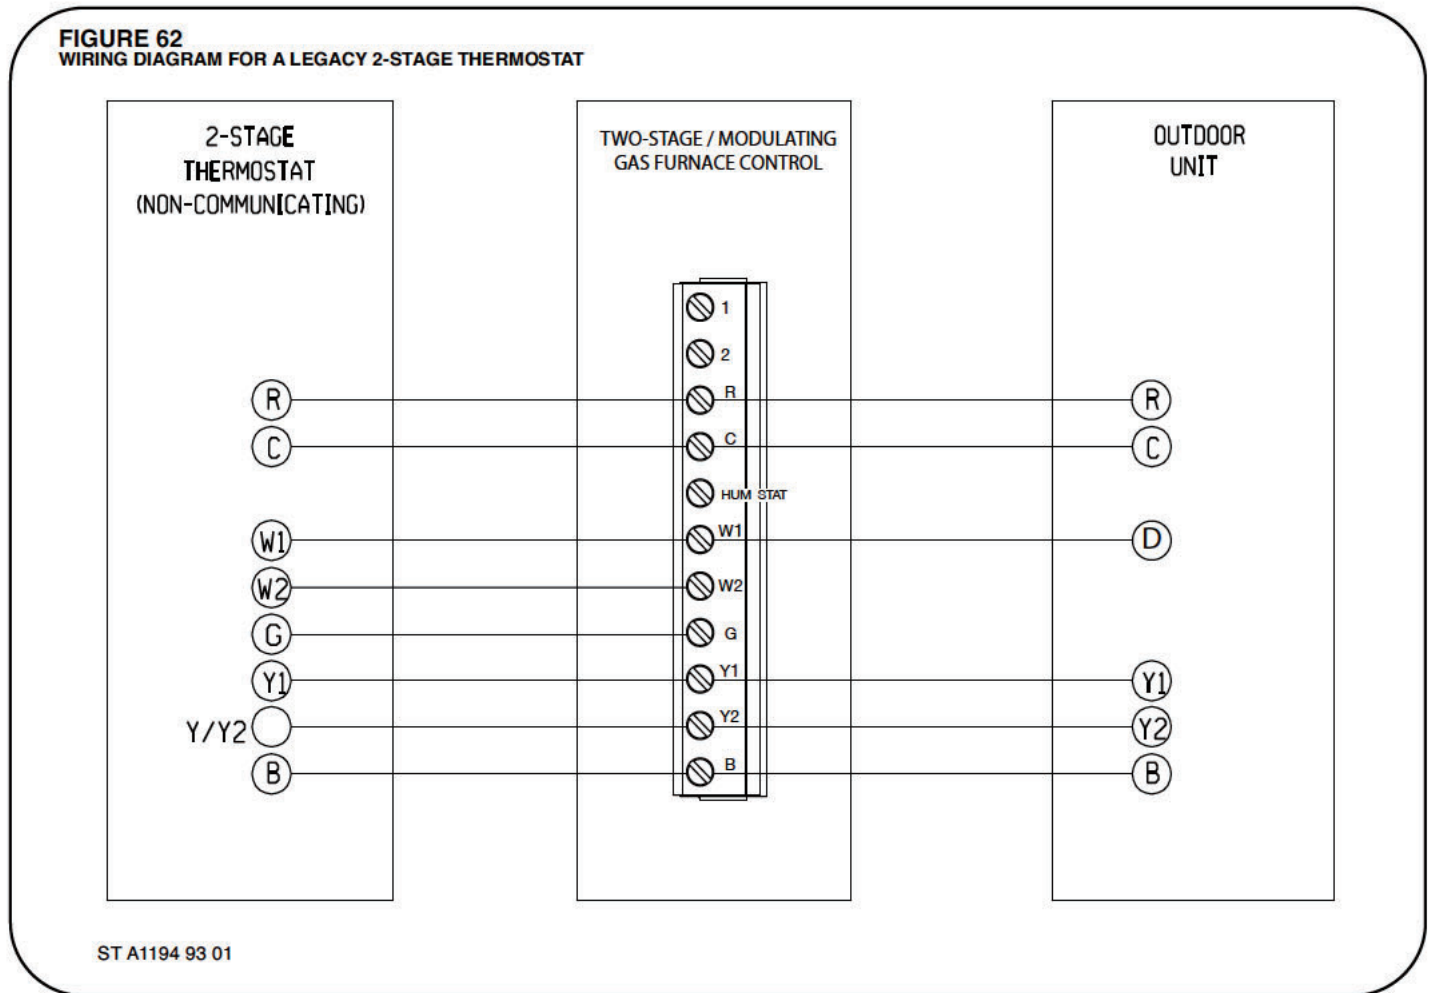 FIGURE 62
WIRING DIAGRAM FOR A LEGACY 2-STAGE THERMOSTAT
2-STAGE
THERMOSTAT
(NON-COMMUNICATING)
TWO-STAGE / MODULATING
GAS FURNACE CONTROL
OUTDOOR
UNIT
1
2
R R R
C C C
HUM STAT
W1 W1 D
W2 W2
G G
Y1 Y1 Y1
Y/Y2 Y2 Y2
B B B
ST A1194 93 01